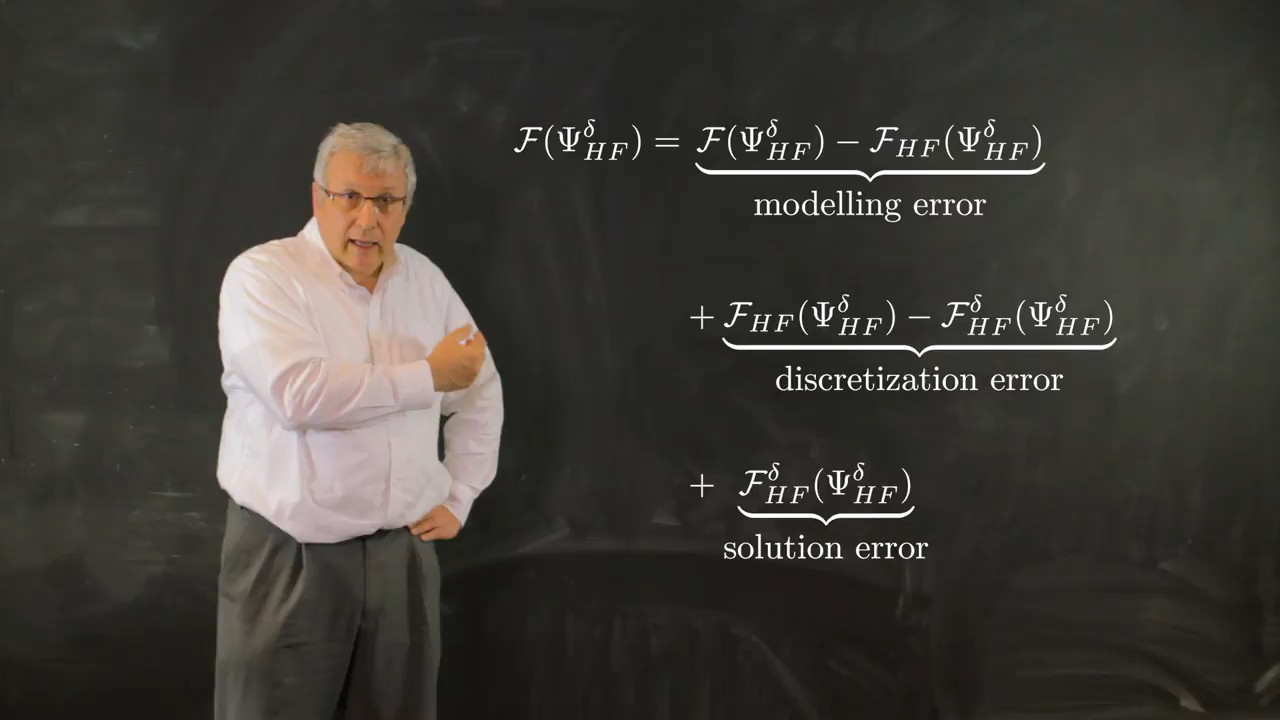 ℱ(Ψ^δ_{HF}) = ℱ(Ψ^δ_{HF}) − ℱ_{HF}(Ψ^δ_{HF})
modelling error
+ ℱ_{HF}(Ψ^δ_{HF}) − ℱ^δ_{HF}(Ψ^δ_{HF})
discretization error
+ ℱ^δ_{HF}(Ψ^δ_{HF})
solution error